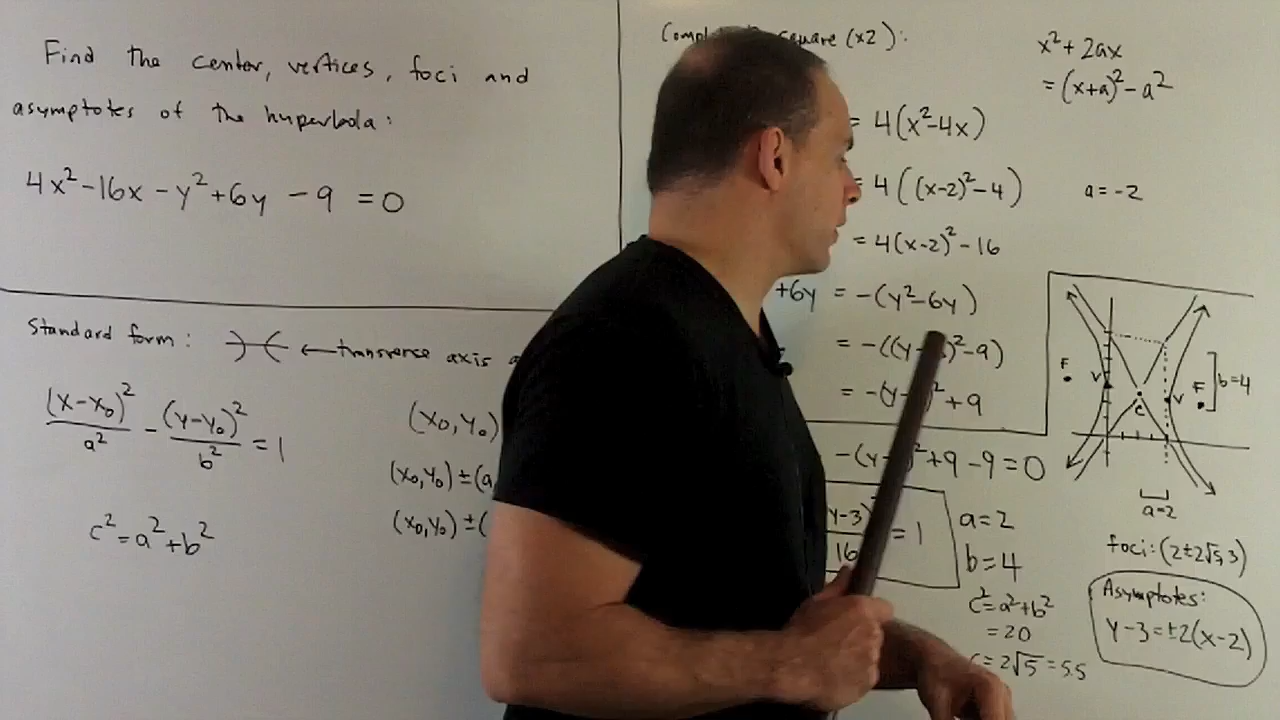 Find the center, vertices, foci and
asymptotes of the hyperbola:
4x² -16x - y² +6y - 9 = 0
Standard form: ← transverse axis
(x-x₀)²/a² - (y-y₀)²/b² = 1
c² = a² + b²
(x₀,y₀)
(x₀,y₀) ± (a,
(x₀,y₀) ± (
square (x2):
x² + 2ax
= (x+a)² - a²
= 4(x²-4x)
= 4((x-2)² - 4)
a = -2
= 4(x-2)² - 16
+6y = -(y²-6y)
= -((y- )² - 9)
= -(y- )² + 9
-(y- )² + 9 - 9 = 0
y-3)²
16
= 1
a = 2
b = 4
c² = a² + b²
= 20
c = 2√5 = 5.5
F
V
c
V
F
b = 4
a = 2
foci: (2±2√5, 3)
Asymptotes:
y-3 = ±2(x-2)